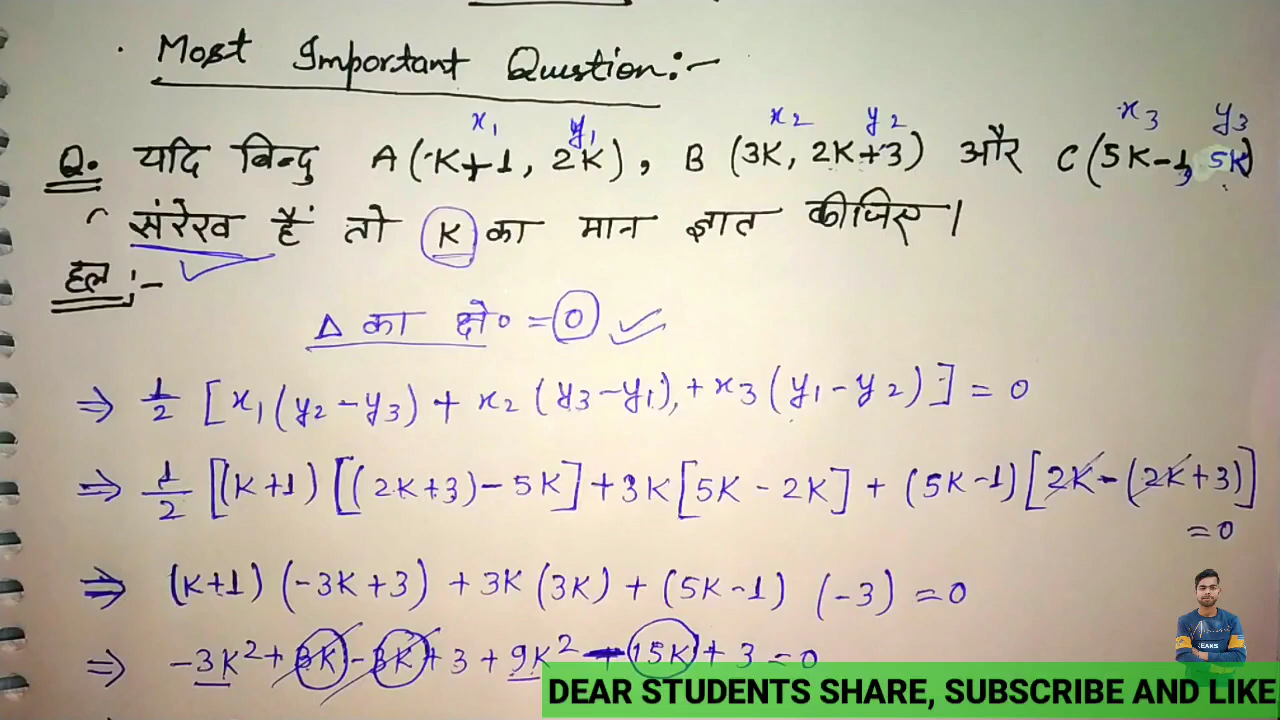 Most Important Question:-
x1 y1 x2 y2 x3 y3
Q. यदि बिन्दु A(K+1, 2K), B (3K, 2K+3) और C(5K-1, 5K)
संरेख हैं तो K का मान ज्ञात कीजिए।
हल:-
Δ का क्षे० = 0
⇒ 1/2 [x1(y2-y3) + x2 (y3-y1) + x3 (y1-y2)] = 0
⇒ 1/2 [(K+1) [(2K+3)-5K] + 3K[5K-2K] + (5K-1) [2K-(2K+3)]
=0
⇒ (K+1) (-3K+3) + 3K (3K) + (5K-1) (-3) =0
⇒ -3K²+3K-3K+3+9K²-15K+3=0
EAKS
DEAR STUDENTS SHARE, SUBSCRIBE AND LIKE